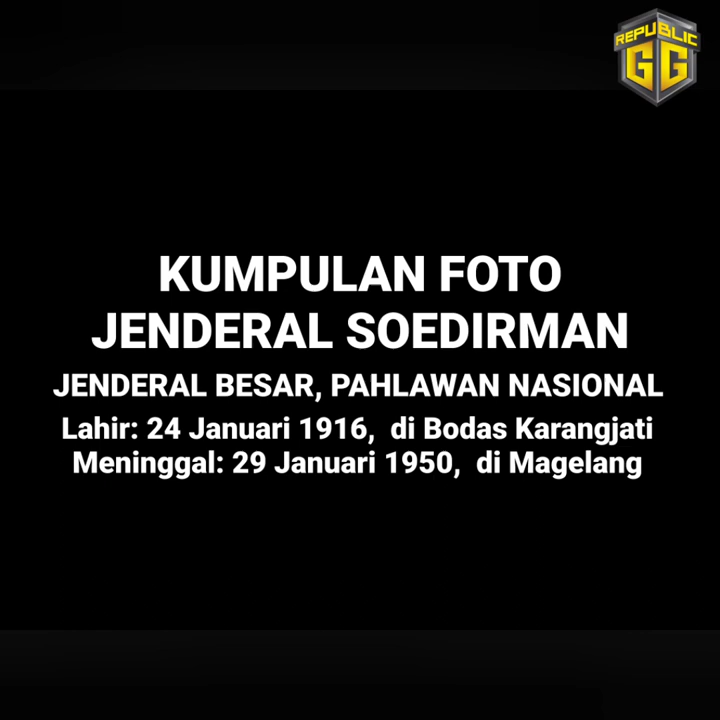 REPUBLIC
GG
KUMPULAN FOTO
JENDERAL SOEDIRMAN
JENDERAL BESAR, PAHLAWAN NASIONAL
Lahir: 24 Januari 1916, di Bodas Karangjati
Meninggal: 29 Januari 1950, di Magelang